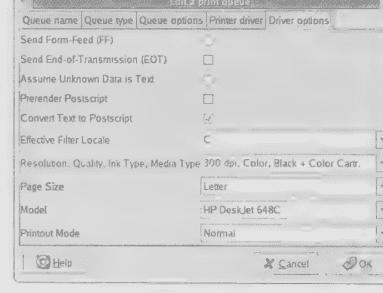 Edit a print queue
Queue name Queue type Queue options Printer driver Driver options
Send Form-Feed (FF)
Send End-of-Transmission (EOT)
Assume Unknown Data is Text
Prerender Postscript
Convert Text to Postscript
Effective Filter Locale C
Resolution, Quality, Ink Type, Media Type 300 dpi, Color, Black + Color Cartr.
Page Size Letter
Model HP DeskJet 648C
Printout Mode Normal
Help Cancel OK